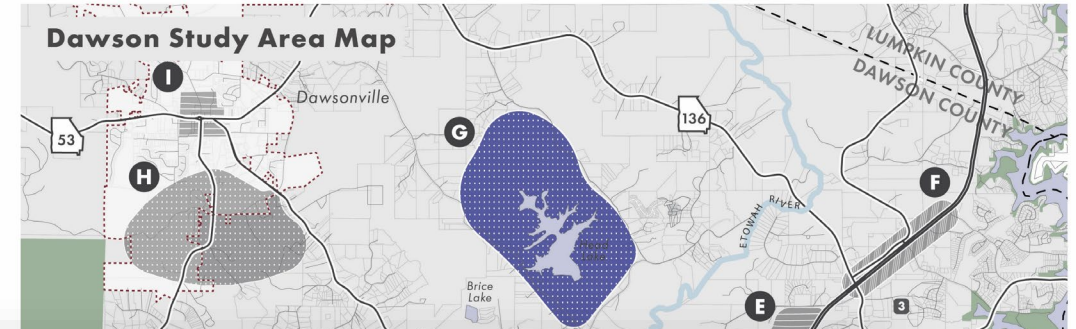 Dawson Study Area Map
I
Dawsonville
53
H
G
136
LUMPKIN COUNTY
DAWSON COUNTY
F
ETOWAH RIVER
Brice
Lake
E
3